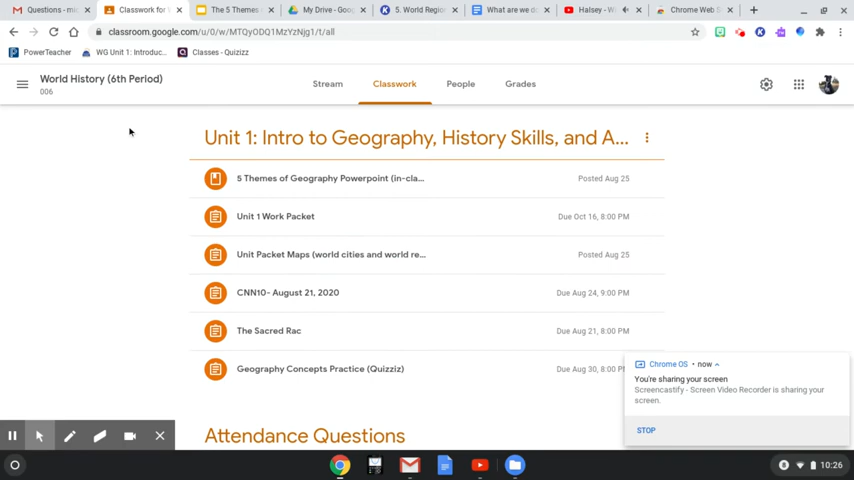 Questions - mi
Classwork for
The 5 Themes
My Drive - Goo
5. World Regio
What are we do
Halsey - W
Chrome Web S
classroom.google.com/u/0/w/MTQyODQ1MzYzNjg1/t/all
PowerTeacher
WG Unit 1: Introduc...
Classes - Quizizz
World History (6th Period)
006
Stream
Classwork
People
Grades
Unit 1: Intro to Geography, History Skills, and A...
5 Themes of Geography Powerpoint (in-cla... Posted Aug 25
Unit 1 Work Packet Due Oct 16, 8:00 PM
Unit Packet Maps (world cities and world re... Posted Aug 25
CNN10- August 21, 2020 Due Aug 24, 9:00 PM
The Sacred Rac Due Aug 21, 8:00 PM
Geography Concepts Practice (Quizziz) Due Aug 30, 8:00 PM
Chrome OS • now
You're sharing your screen
Screencastify - Screen Video Recorder is sharing your
screen.
STOP
Attendance Questions
8
10:26